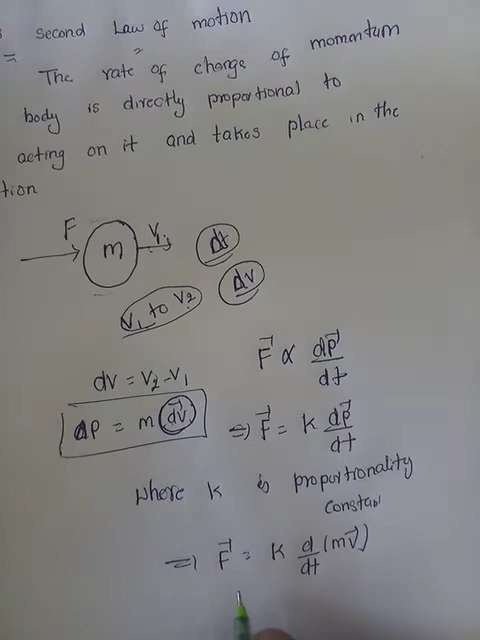 = Second Law of motion
The rate of change of momentum
body is directly proportional to
acting on it and takes place in the
tion
F
m
V₁
dt
dv
V₁ to V₂
dv = V₂-V₁
F⃗ ∝ dp⃗/dt
dp = m dv⃗
⇒ F⃗ = K dp⃗/dt
where K is proportionality
constan
⇒ F⃗ = K d/dt (mv⃗)